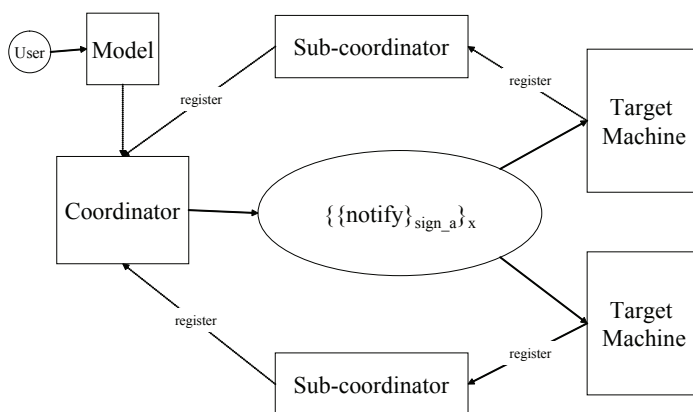 User
Model
Sub-coordinator
register
register
Target
Machine
Coordinator
{{notify}sign_a}x
register
register
Target
Machine
Sub-coordinator